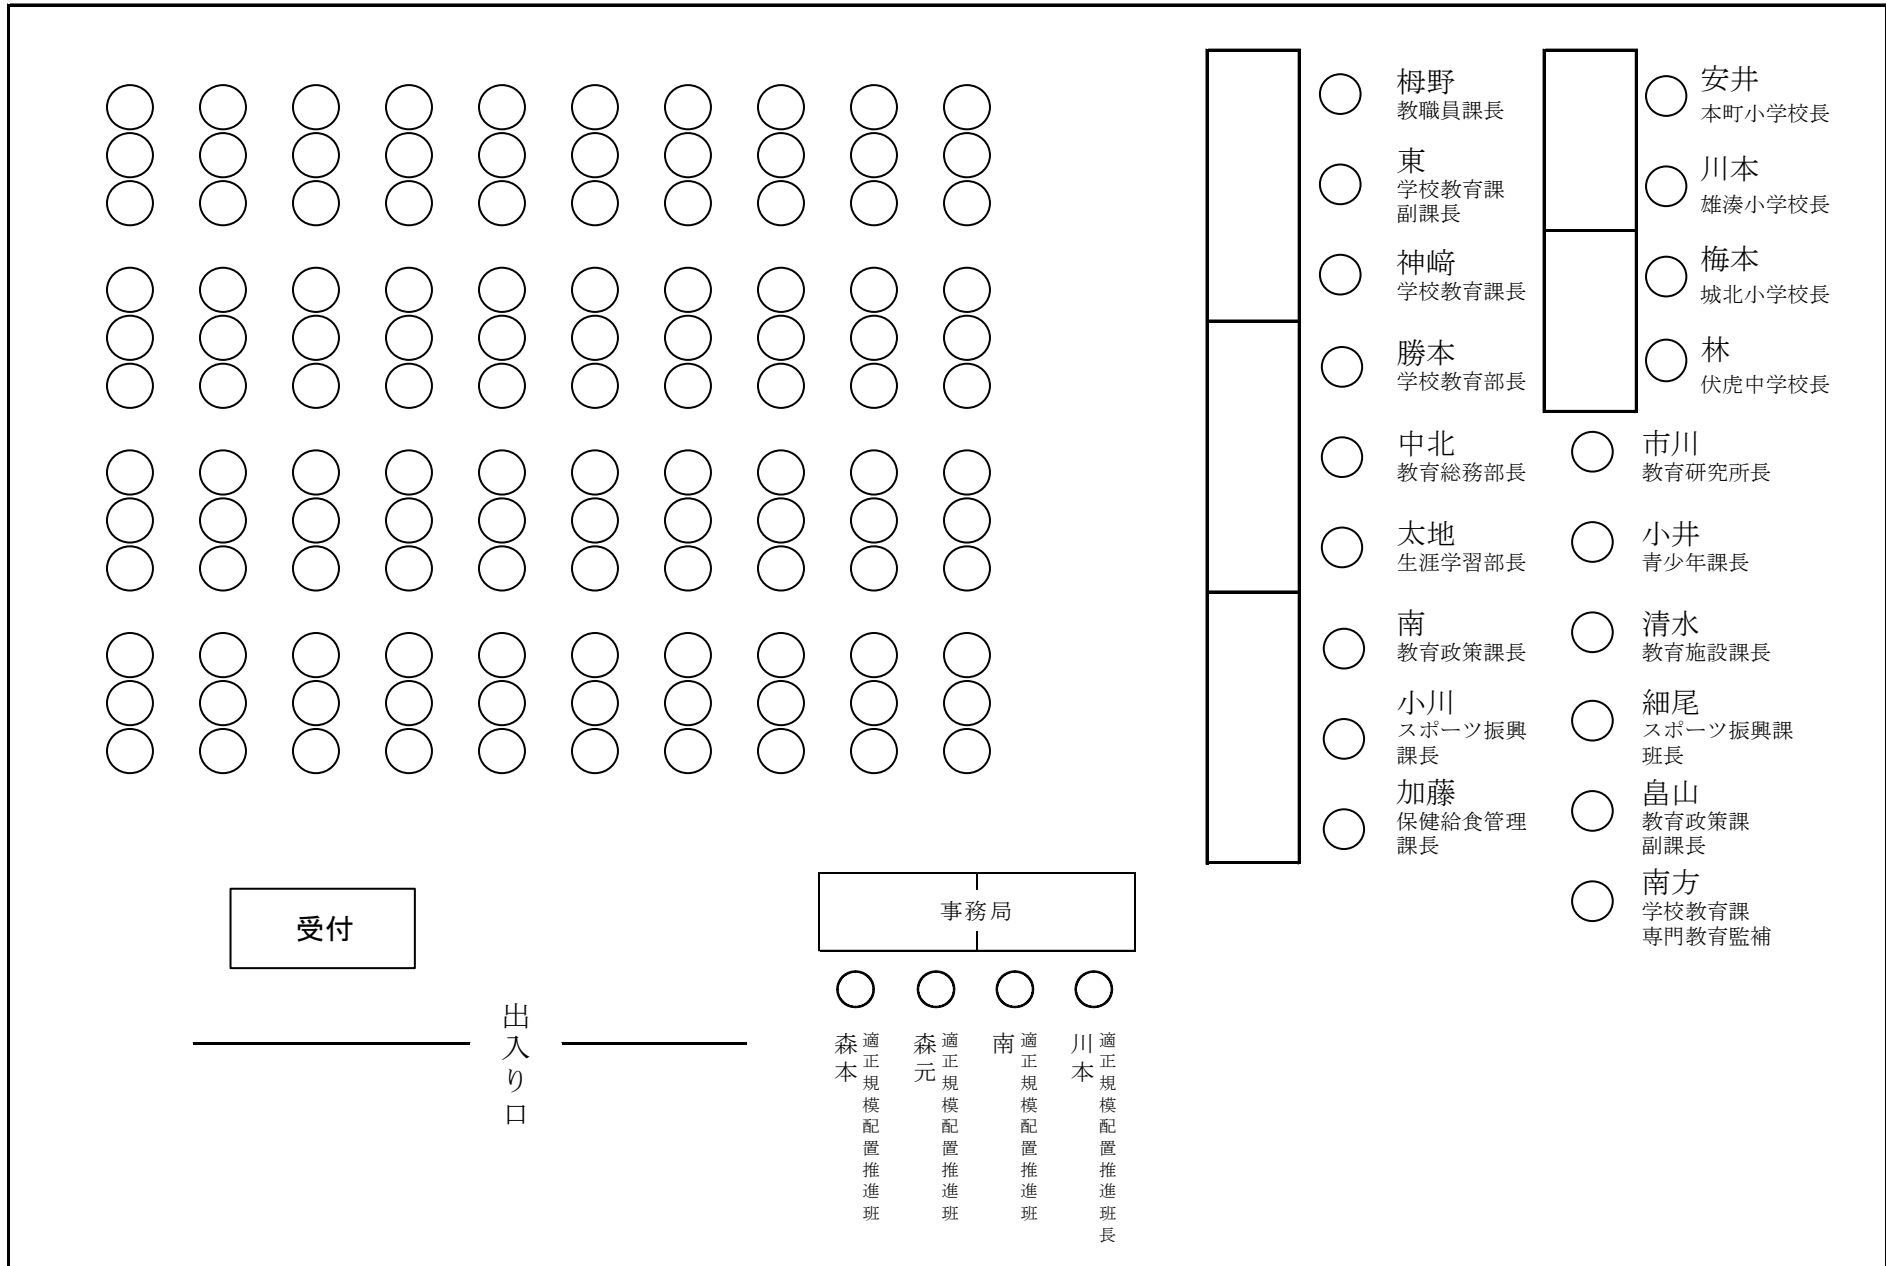 栂野
教職員課長
東
学校教育課
副課長
神﨑
学校教育課長
勝本
学校教育部長
中北
教育総務部長
太地
生涯学習部長
南
教育政策課長
小川
スポーツ振興
課長
加藤
保健給食管理
課長
安井
本町小学校長
川本
雄湊小学校長
梅本
城北小学校長
林
伏虎中学校長
市川
教育研究所長
小井
青少年課長
清水
教育施設課長
細尾
スポーツ振興課
班長
畠山
教育政策課
副課長
南方
学校教育課
専門教育監補
受付
出入り口
事務局
適正規模配置推進班長
川本
適正規模配置推進班
南
適正規模配置推進班
森元
適正規模配置推進班
森本